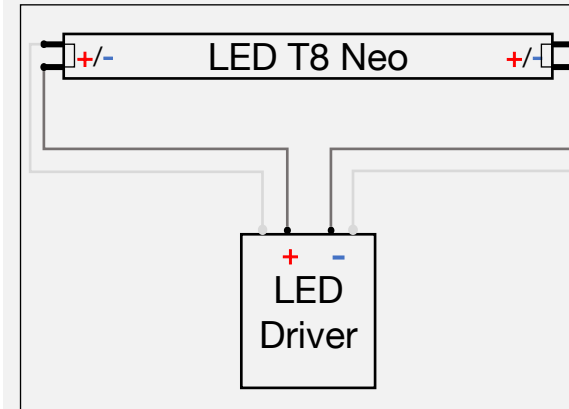 +/- LED T8 Neo +/-
+ -
LED
Driver